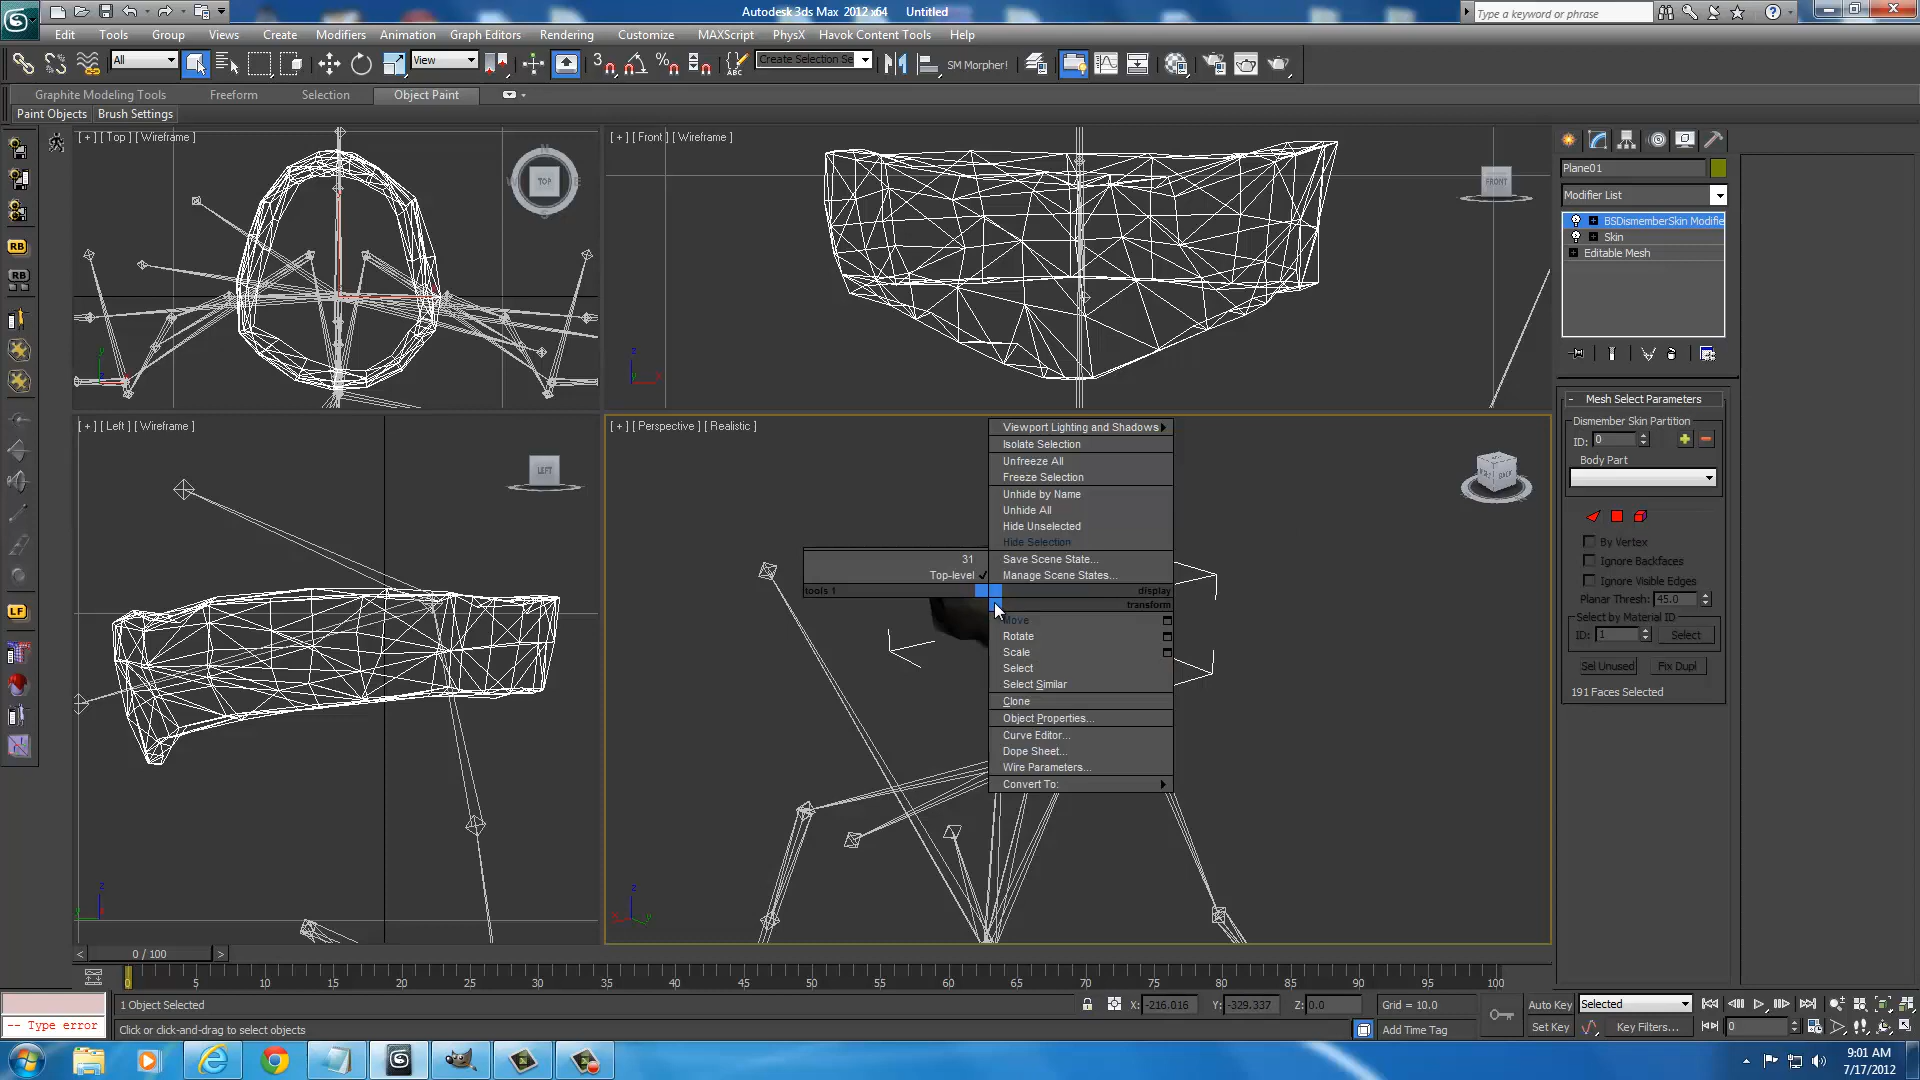 Autodesk 3ds Max 2012 x64 Untitled
Type a keyword or phrase
Edit Tools Group Views Create Modifiers Animation Graph Editors Rendering Customize MAXScript PhysX Havok Content Tools Help
All
View
3
ABC
Create Selection Se
SM Morpher!
Graphite Modeling Tools Freeform Selection Object Paint
Paint Objects Brush Settings
[ + ] [ Top ] [ Wireframe ]
TOP
[ + ] [ Front ] [ Wireframe ]
FRONT
[ + ] [ Left ] [ Wireframe ]
LEFT
[ + ] [ Perspective ] [ Realistic ]
BACK
RB
RB
LF
Viewport Lighting and Shadows
Isolate Selection
Unfreeze All
Freeze Selection
Unhide by Name
Unhide All
Hide Unselected
Hide Selection
Save Scene State...
Manage Scene States...
31
Top-level
tools 1
display
transform
Move
Rotate
Scale
Select
Select Similar
Clone
Object Properties...
Curve Editor...
Dope Sheet...
Wire Parameters...
Convert To:
Plane01
Modifier List
BSDismemberSkin Modifie
Skin
Editable Mesh
Mesh Select Parameters
Dismember Skin Partition
ID: 0
Body Part
By Vertex
Ignore Backfaces
Ignore Visible Edges
Planar Thresh: 45.0
Select by Material ID
ID: 1 Select
Sel Unused Fix Dupl
191 Faces Selected
< 0 / 100 >
0 5 10 15 20 25 30 35 40 45 50 55 60 65 70 75 80 85 90 95 100
1 Object Selected
X: -216.016 Y: -329.337 Z: 0.0 Grid = 10.0
Auto Key Selected
-- Type error
Click or click-and-drag to select objects
Add Time Tag
Set Key Key Filters... 0
9:01 AM
7/17/2012